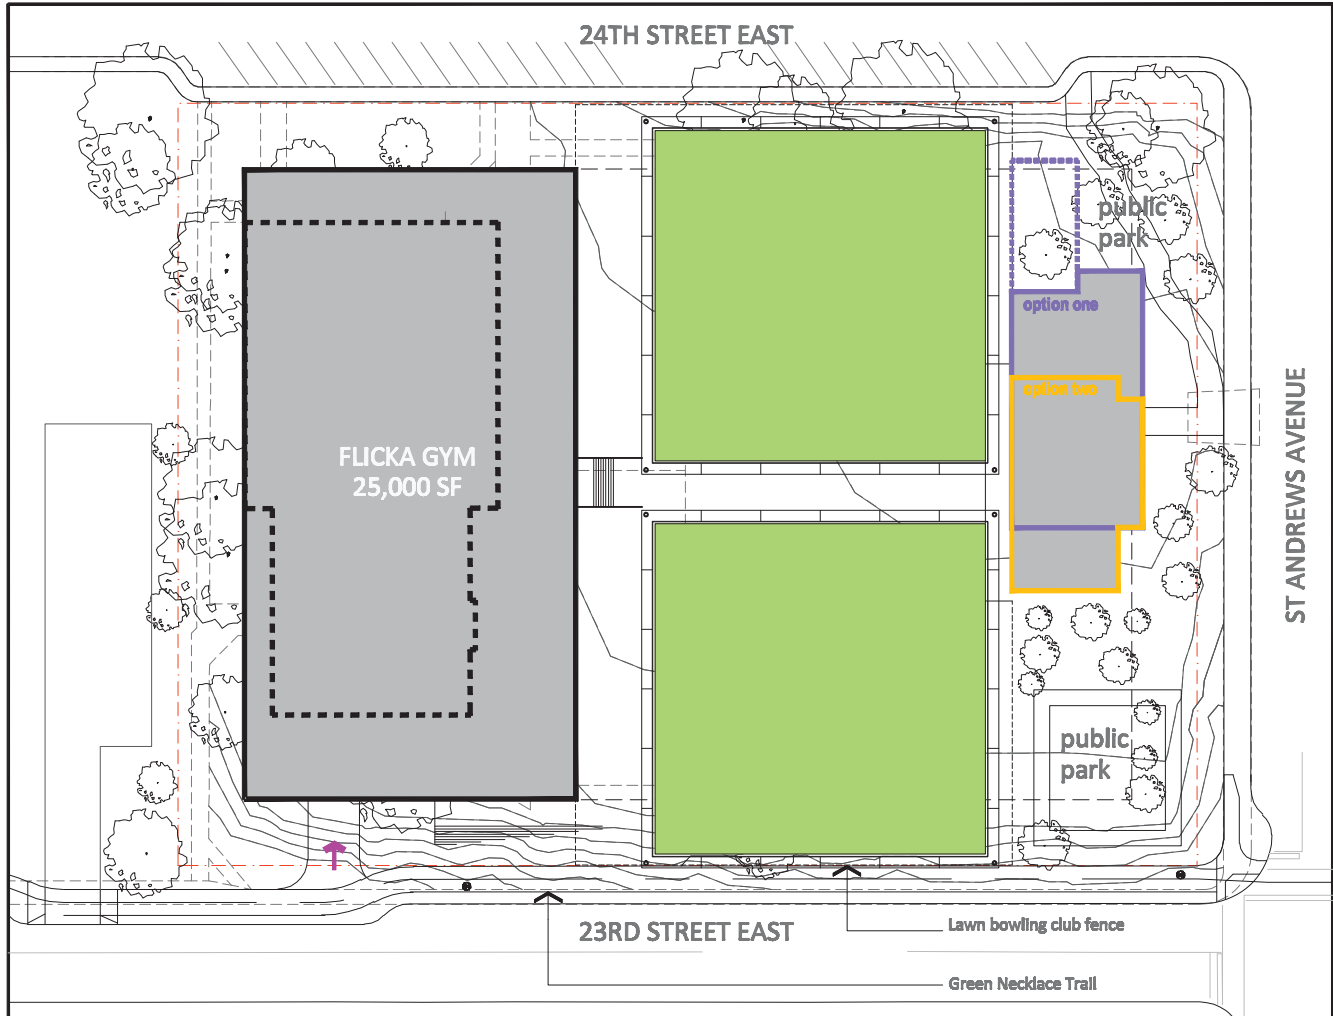 24TH STREET EAST
public
park
option one
option two
FLICKA GYM
25,000 SF
ST ANDREWS AVENUE
public
park
23RD STREET EAST
Lawn bowling club fence
Green Necklace Trail